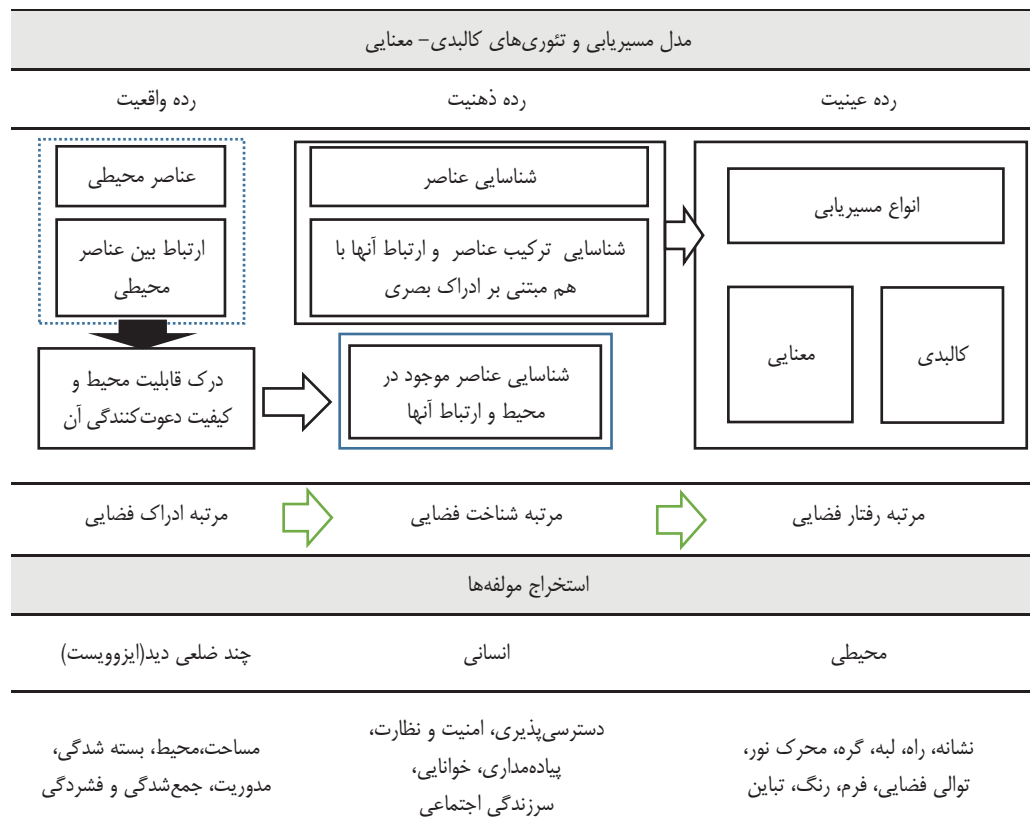 مدل مسیریابی و تئوری‌های کالبدی- معنایی
رده عینیت
رده ذهنیت
رده واقعیت
انواع مسیریابی
کالبدی
معنایی
شناسایی عناصر
شناسایی ترکیب عناصر و ارتباط آنها با
هم مبتنی بر ادراک بصری
شناسایی عناصر موجود در
محیط و ارتباط آنها
عناصر محیطی
ارتباط بین عناصر
محیطی
درک قابلیت محیط و
کیفیت دعوت‌کنندگی آن
مرتبه رفتار فضایی
مرتبه شناخت فضایی
مرتبه ادراک فضایی
استخراج مولفه‌ها
محیطی
انسانی
چند ضلعی دید(ایزوویست)
نشانه، راه، لبه، گره، محرک نور،
توالی فضایی، فرم، رنگ، تباین
دسترسی‌پذیری، امنیت و نظارت،
پیاده‌مداری، خوانایی،
سرزندگی اجتماعی
مساحت،محیط، بسته شدگی،
مدوریت، جمع‌شدگی و فشردگی